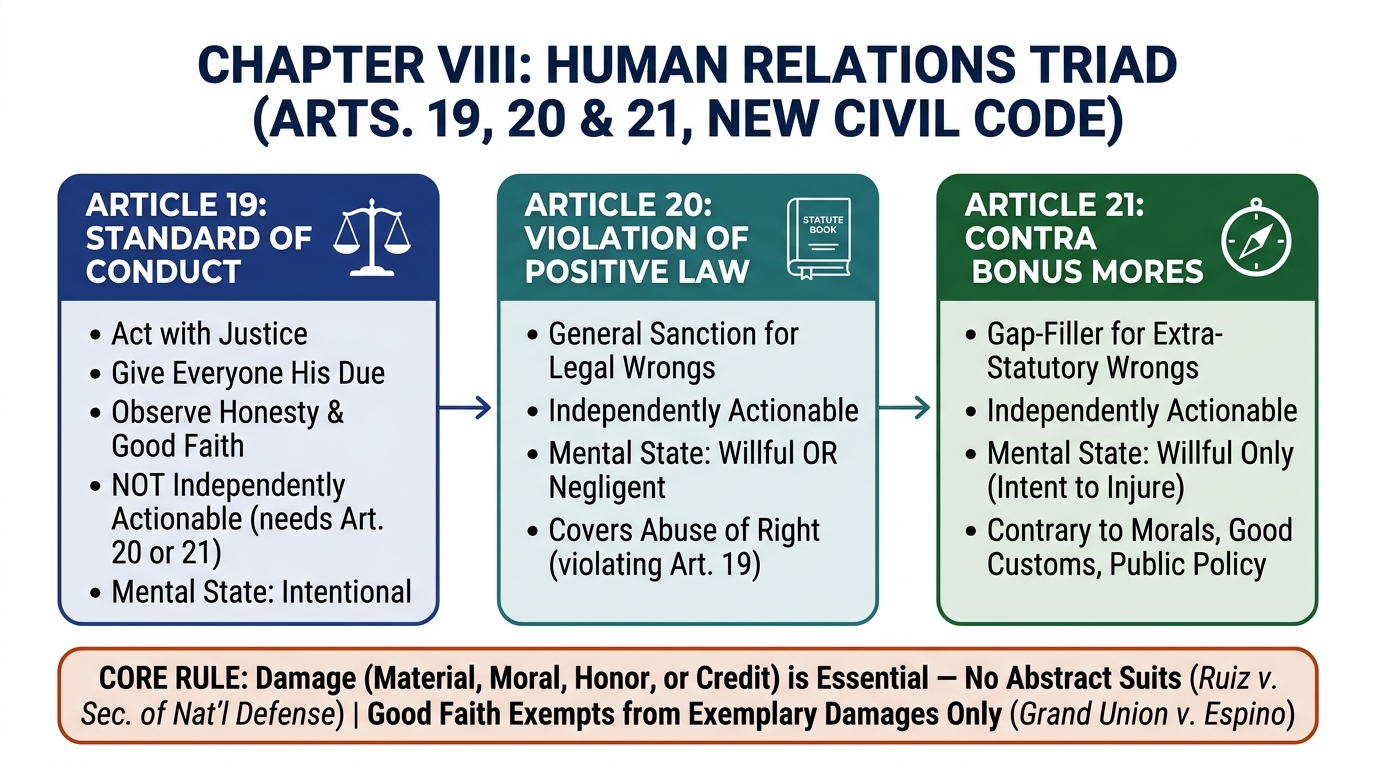 CHAPTER VIII: HUMAN RELATIONS TRIAD
(ARTS. 19, 20 & 21, NEW CIVIL CODE)
ARTICLE 19:
STANDARD OF
CONDUCT
• Act with Justice
• Give Everyone His Due
• Observe Honesty &
Good Faith
• NOT Independently
Actionable (needs Art.
20 or 21)
• Mental State: Intentional
ARTICLE 20:
VIOLATION OF
POSITIVE LAW
STATUTE
BOOK
• General Sanction for
Legal Wrongs
• Independently Actionable
• Mental State: Willful OR
Negligent
• Covers Abuse of Right
(violating Art. 19)
ARTICLE 21:
CONTRA
BONUS MORES
• Gap-Filler for Extra-
Statutory Wrongs
• Independently Actionable
• Mental State: Willful Only
(Intent to Injure)
• Contrary to Morals, Good
Customs, Public Policy
CORE RULE: Damage (Material, Moral, Honor, or Credit) is Essential — No Abstract Suits (Ruiz v.
Sec. of Nat'l Defense) | Good Faith Exempts from Exemplary Damages Only (Grand Union v. Espino)